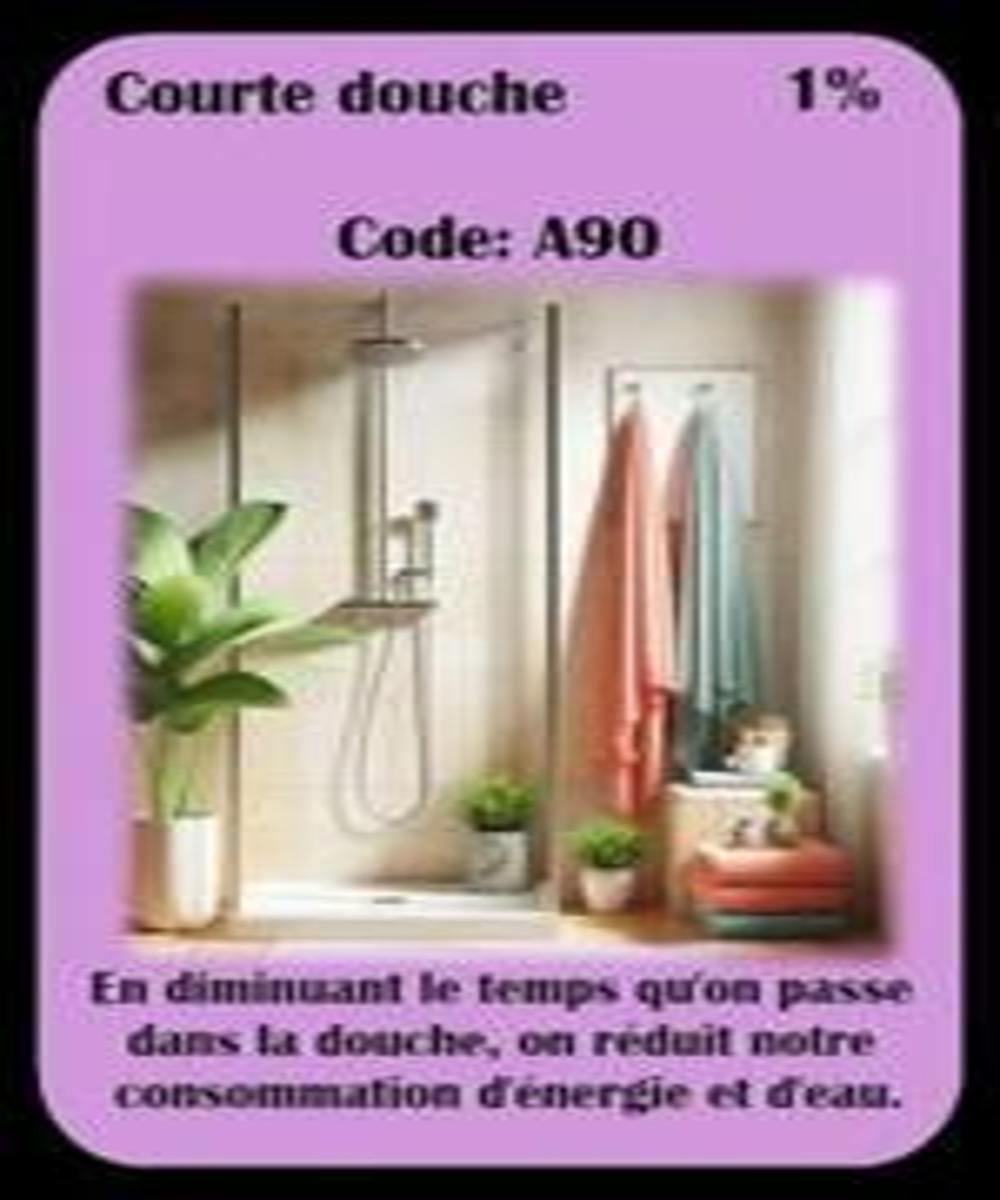 Courte douche 1%
Code: A90
En diminuant le temps qu'on passe
dans la douche, on réduit notre
consommation d'énergie et d'eau.